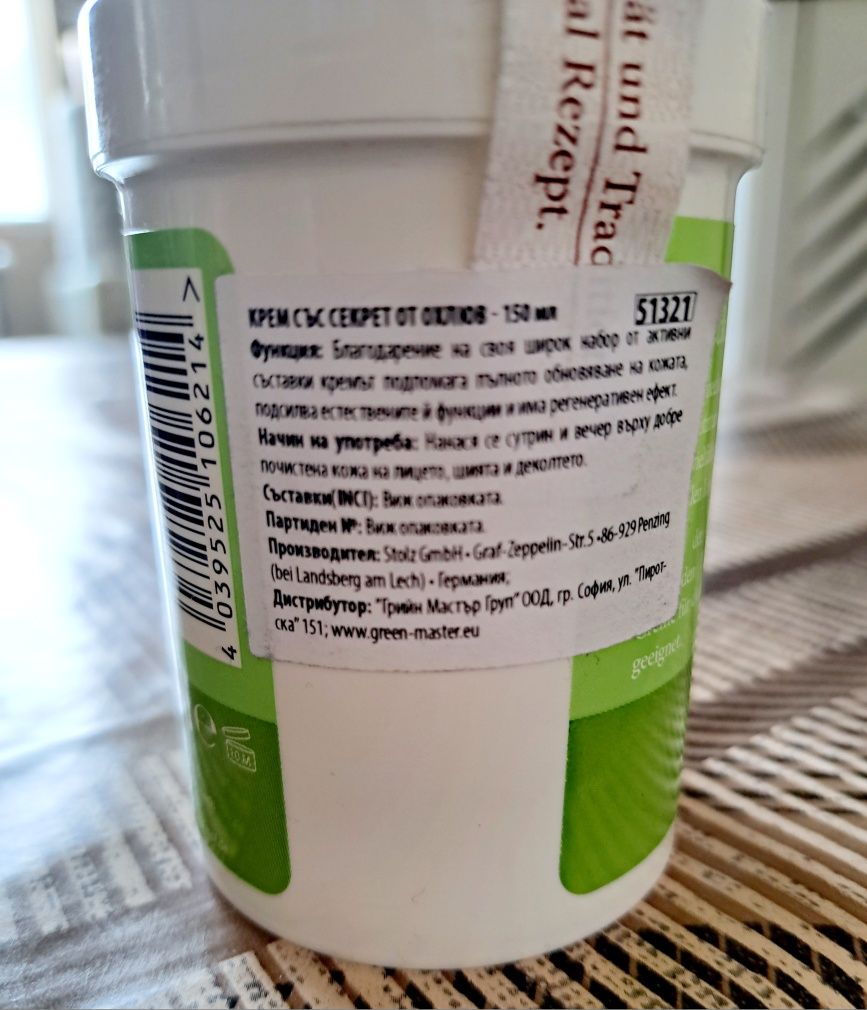 ät und Trad
al Rezept.
КРЕМ СЪС СЕКРЕТ ОТ ОХЛЮВ - 150 мл
51321
Функция: Благодарение на своя широк набор от активни
съставки кремът подпомага пълното обновяване на кожата,
подсилва естествените й функции и има регенеративен ефект.
Начин на употреба: Нанася се сутрин и вечер върху добре
почистена кожа на лицето, шията и деколтето.
Съставки(INCI): Виж опаковката.
Партиден №: Виж опаковката.
Производител: Stolz GmbH • Graf-Zeppelin-Str.5 •86-929 Penzing
(bei Landsberg am Lech) • Германия;
Дистрибутор: "Грийн Мастър Груп" ООД, гр. София, ул. "Пирот-
ска" 151; www.green-master.eu
4 039525 106214 >
geeignet.